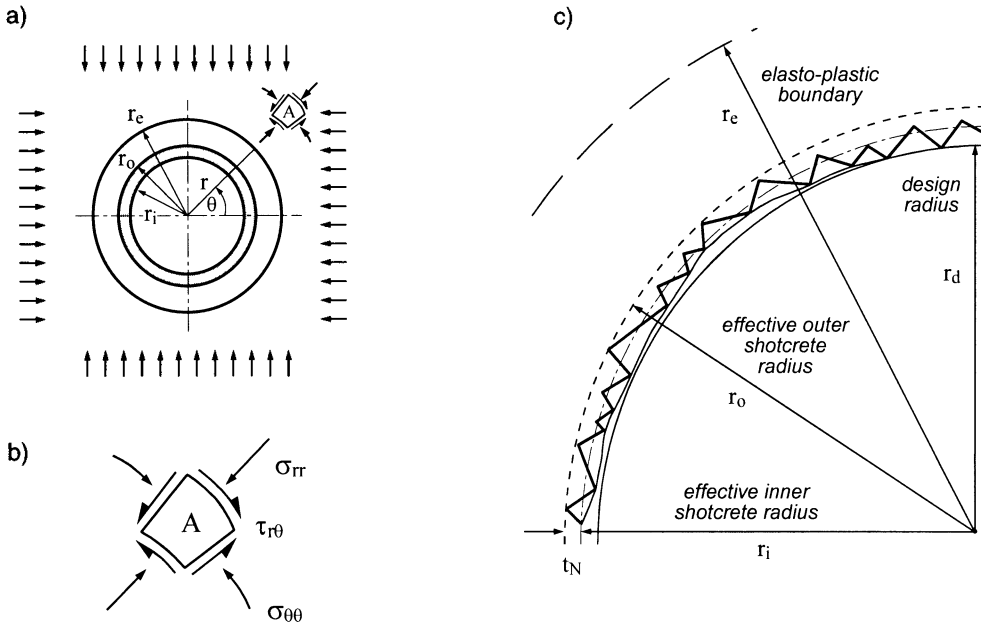 a)
r_e
r_o
r
θ
r_i
A
b)
A
σ_rr
τ_rθ
σ_θθ
c)
elasto-plastic
boundary
r_e
design
radius
r_d
effective outer
shotcrete
radius
r_o
effective inner
shotcrete radius
t_N
r_i